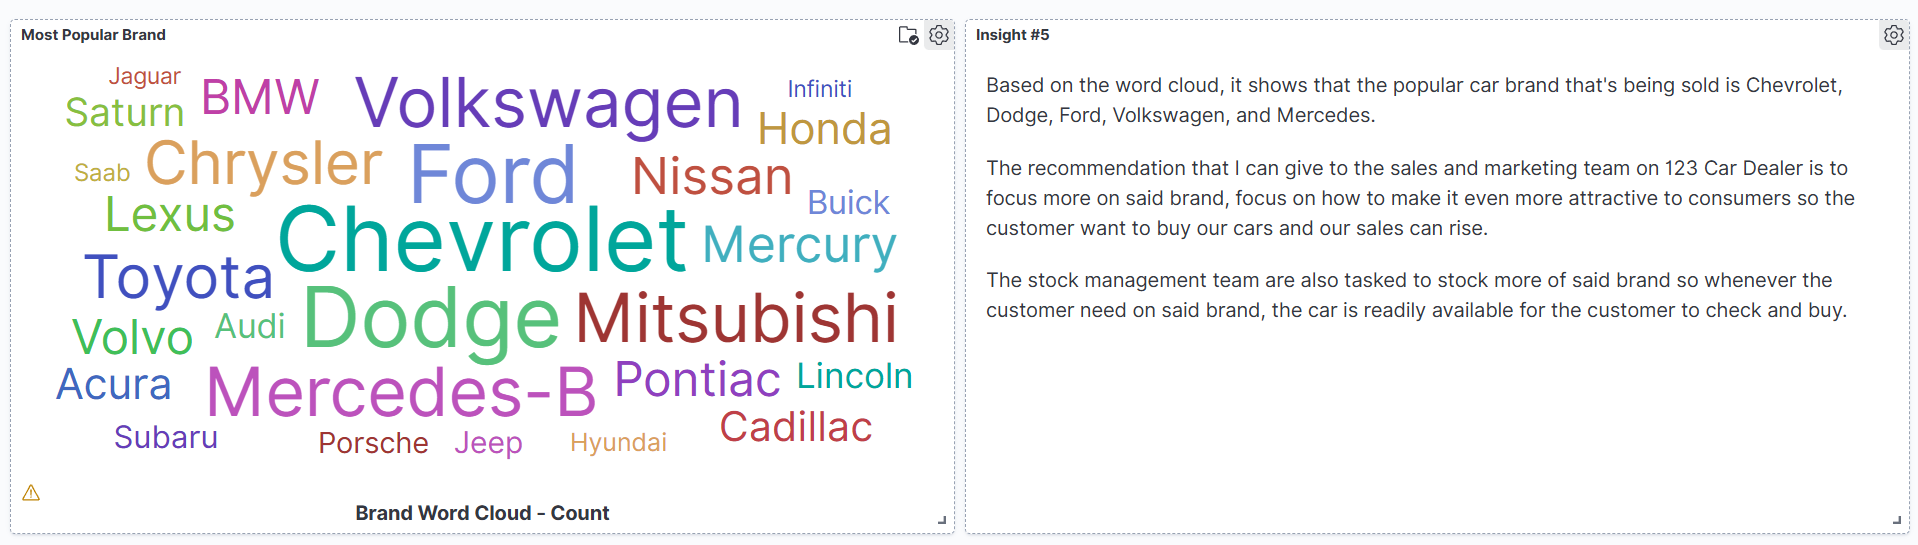 Most Popular Brand
Jaguar
Saturn
BMW
Volkswagen
Infiniti
Honda
Saab
Chrysler
Ford
Nissan
Buick
Lexus
Chevrolet
Mercury
Toyota
Dodge
Mitsubishi
Volvo
Audi
Acura
Mercedes-B
Pontiac
Lincoln
Subaru
Porsche
Jeep
Hyundai
Cadillac
Brand Word Cloud - Count
Insight #5
Based on the word cloud, it shows that the popular car brand that's being sold is Chevrolet,
Dodge, Ford, Volkswagen, and Mercedes.
The recommendation that I can give to the sales and marketing team on 123 Car Dealer is to
focus more on said brand, focus on how to make it even more attractive to consumers so the
customer want to buy our cars and our sales can rise.
The stock management team are also tasked to stock more of said brand so whenever the
customer need on said brand, the car is readily available for the customer to check and buy.